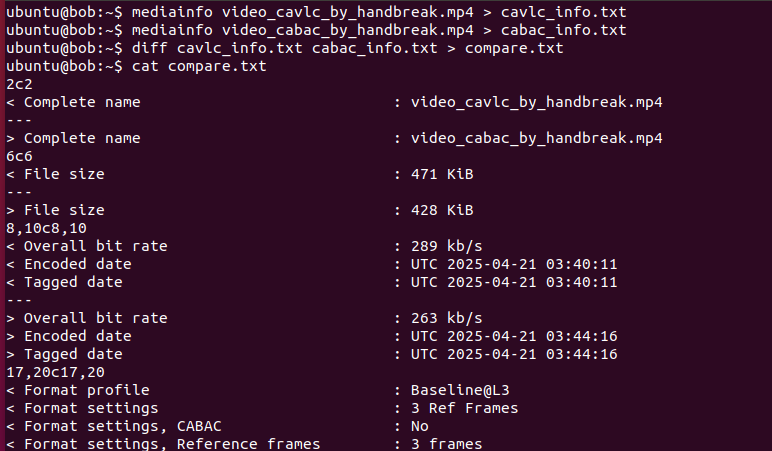 ubuntu@bob:~$ mediainfo video_cavlc_by_handbreak.mp4 > cavlc_info.txt
ubuntu@bob:~$ mediainfo video_cabac_by_handbreak.mp4 > cabac_info.txt
ubuntu@bob:~$ diff cavlc_info.txt cabac_info.txt > compare.txt
ubuntu@bob:~$ cat compare.txt
2c2
< Complete name                            : video_cavlc_by_handbreak.mp4
---
> Complete name                            : video_cabac_by_handbreak.mp4
6c6
< File size                                : 471 KiB
---
> File size                                : 428 KiB
8,10c8,10
< Overall bit rate                         : 289 kb/s
< Encoded date                             : UTC 2025-04-21 03:40:11
< Tagged date                              : UTC 2025-04-21 03:40:11
---
> Overall bit rate                         : 263 kb/s
> Encoded date                             : UTC 2025-04-21 03:44:16
> Tagged date                              : UTC 2025-04-21 03:44:16
17,20c17,20
< Format profile                           : Baseline@L3
< Format settings                          : 3 Ref Frames
< Format settings, CABAC                   : No
< Format settings, Reference frames        : 3 frames